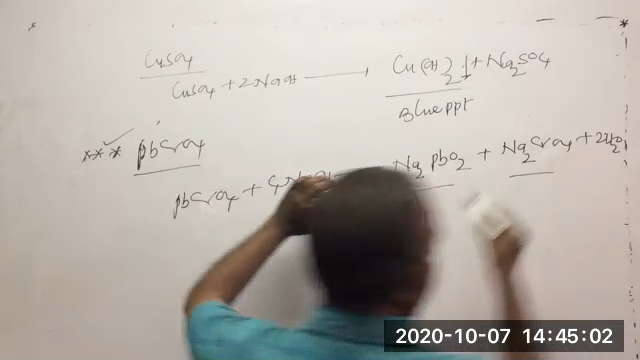 CuSO4
CuSO4 + 2NaOH → Cu(OH)2↓ + Na2SO4
Blue ppt
*** PbCrO4
PbCrO4 + 4NaOH → Na2PbO2 + Na2CrO4 + 2H2O
2020-10-07 14:45:02